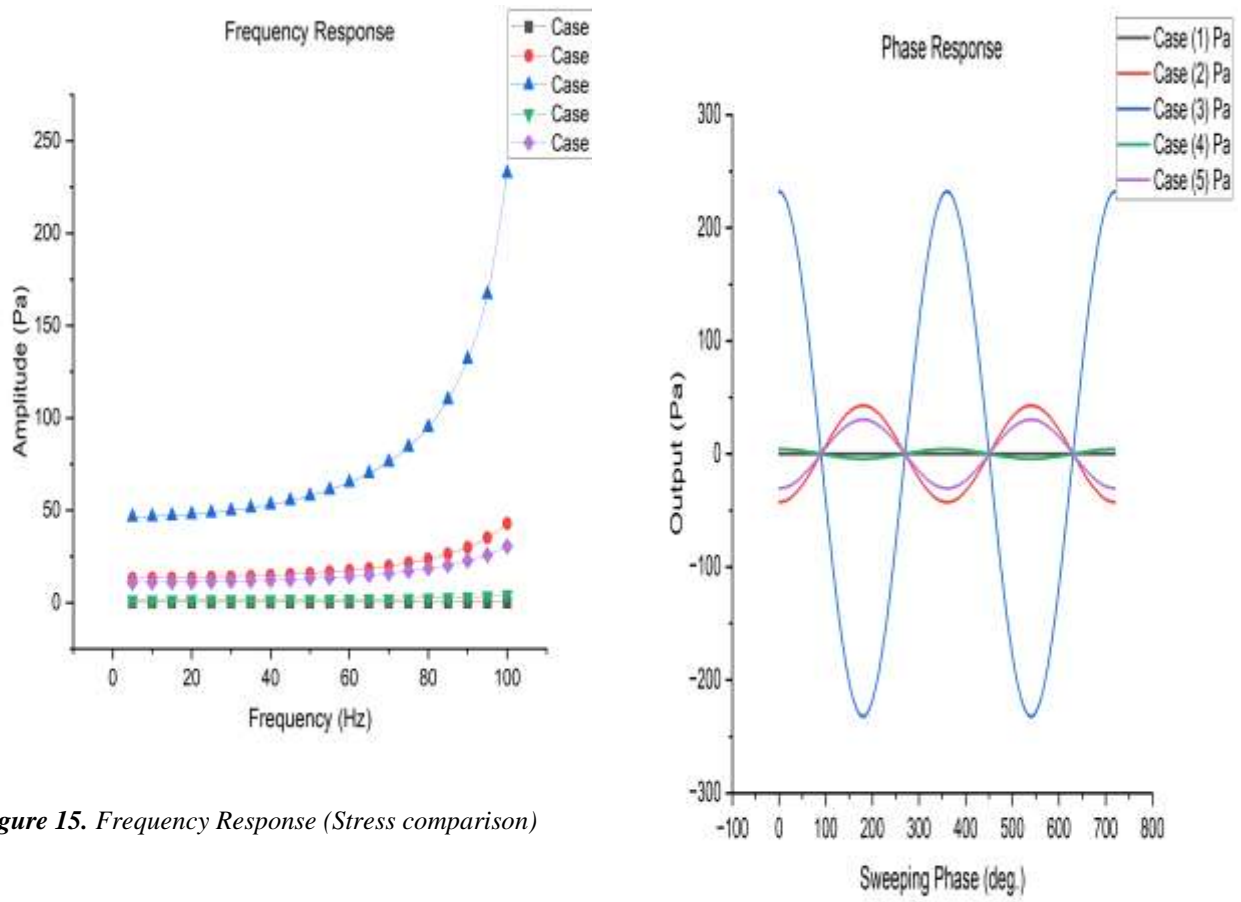 Frequency Response
Case
Case
Case
Case
Case
250
200
150
100
50
0
Amplitude (Pa)
0
20
40
60
80
100
Frequency (Hz)
gure 15. Frequency Response (Stress comparison)
Phase Response
Case (1) Pa
Case (2) Pa
Case (3) Pa
Case (4) Pa
Case (5) Pa
300
200
100
0
−100
−200
−300
Output (Pa)
−100
0
100
200
300
400
500
600
700
800
Sweeping Phase (deg.)